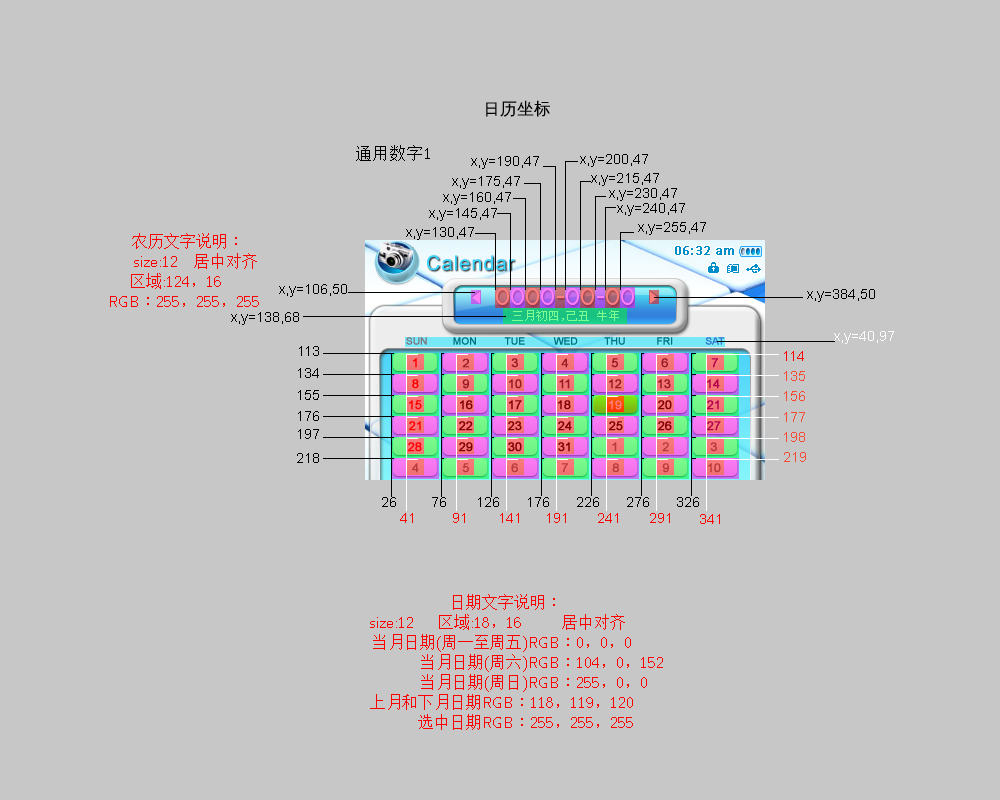 日历坐标
通用数字1
x,y=190,47
x,y=200,47
x,y=175,47
x,y=215,47
x,y=160,47
x,y=230,47
x,y=145,47
x,y=240,47
x,y=130,47
x,y=255,47
农历文字说明：
size:12 居中对齐
区域:124，16
RGB：255，255，255
06:32 am
Calendar
x,y=106,50
0000-00-00
x,y=384,50
x,y=138,68
三月初四,己丑 牛年
x,y=40,97
SUN MON TUE WED THU FRI SAT
113 1 2 3 4 5 6 7 114
134 8 9 10 11 12 13 14 135
155 15 16 17 18 19 20 21 156
176 21 22 23 24 25 26 27 177
197 28 29 30 31 1 2 3 198
218 4 5 6 7 8 9 10 219
26 76 126 176 226 276 326
41 91 141 191 241 291 341
日期文字说明：
size:12 区域:18，16 居中对齐
当月日期(周一至周五)RGB：0，0，0
当月日期(周六)RGB：104，0，152
当月日期(周日)RGB：255，0，0
上月和下月日期RGB：118，119，120
选中日期RGB：255，255，255